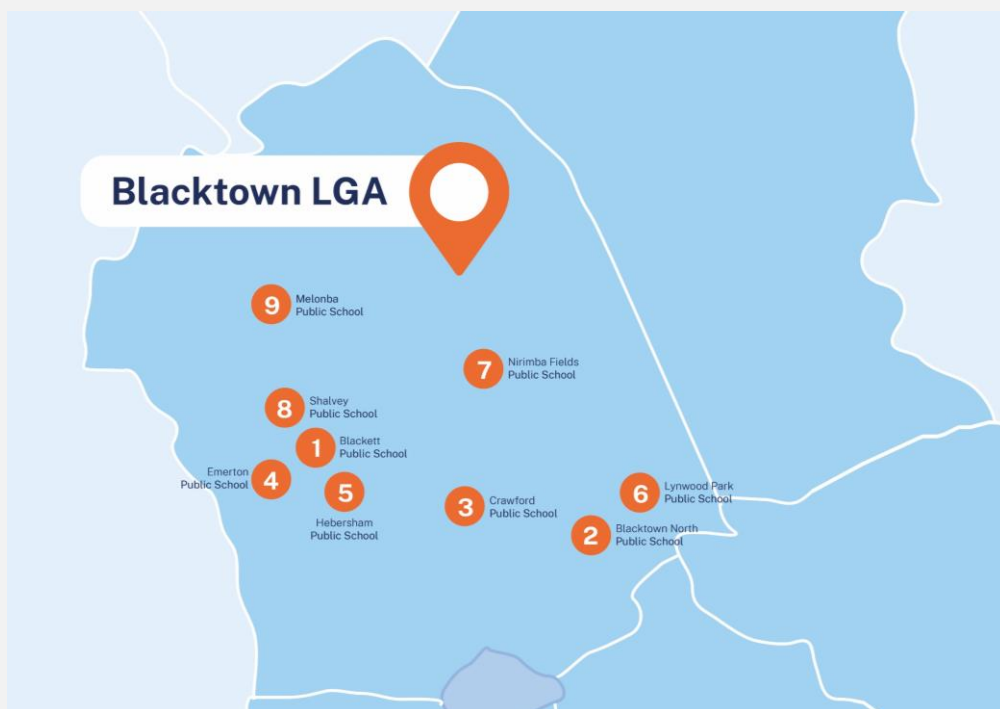 Blacktown LGA
9
Melonba
Public School
7
Nirimba Fields
Public School
8
Shalvey
Public School
1
Blackett
Public School
4
Emerton
Public School
5
Hebersham
Public School
3
Crawford
Public School
6
Lynwood Park
Public School
2
Blacktown North
Public School